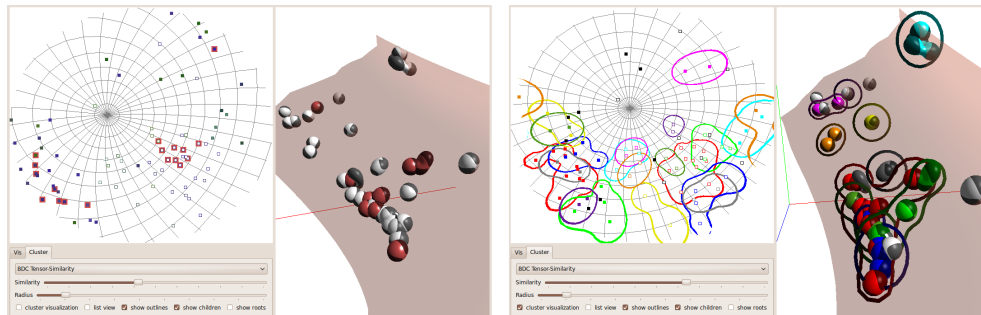 Vis Cluster
BDC Tensor-Similarity
Similarity
Radius
cluster visualization list view show outlines show children show roots
Vis Cluster
BDC Tensor-Similarity
Similarity
Radius
cluster visualization list view show outlines show children show roots